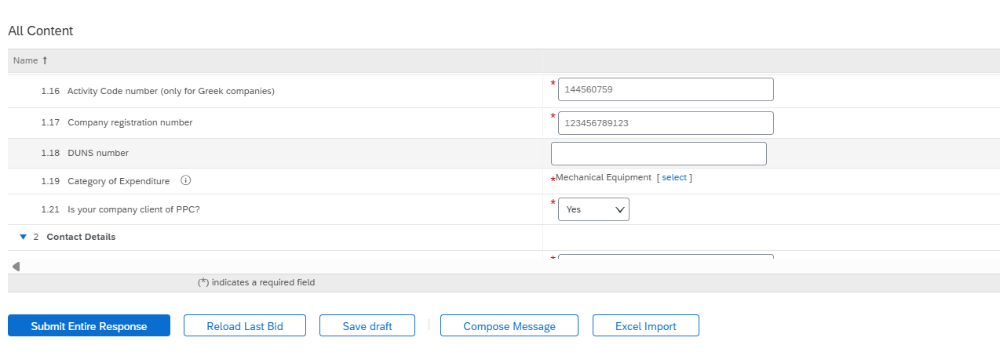 All Content
Name ↑
1.16 Activity Code number (only for Greek companies) * 144560759
1.17 Company registration number * 123456789123
1.18 DUNS number
1.19 Category of Expenditure *Mechanical Equipment [ select ]
1.21 Is your company client of PPC? * Yes
2 Contact Details
*
(*) indicates a required field
Submit Entire Response Reload Last Bid Save draft Compose Message Excel Import